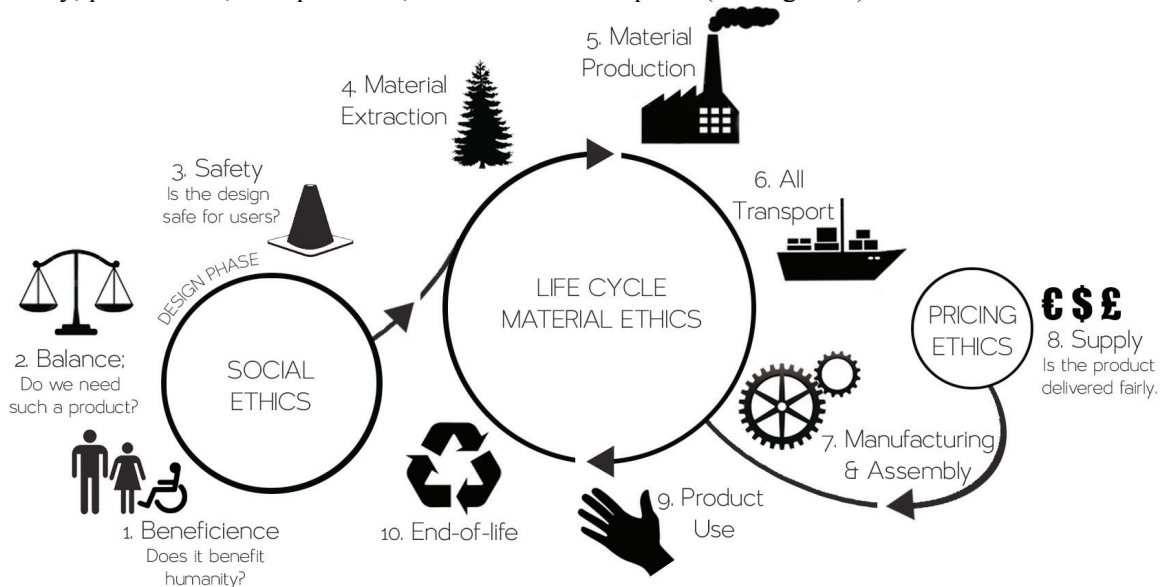 5. Material
Production
4. Material
Extraction
3. Safety
Is the design
safe for users?
6. All
Transport
DESIGN PHASE
LIFE CYCLE
MATERIAL ETHICS
PRICING
ETHICS
€ $ £
8. Supply
Is the product
delivered fairly.
2. Balance;
Do we need
such a product?
SOCIAL
ETHICS
7. Manufacturing
& Assembly
9. Product
Use
10. End-of-life
1. Beneficience
Does it benefit
humanity?